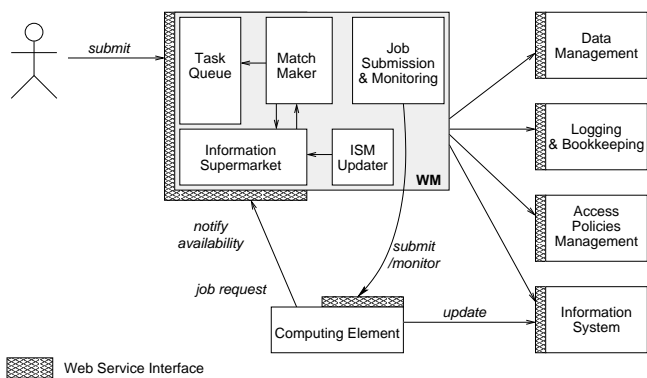 submit
Task
Queue
Match
Maker
Job
Submission
& Monitoring
Information
Supermarket
ISM
Updater
WM
Data
Management
Logging
& Bookkeeping
Access
Policies
Management
Information
System
notify
availability
job request
submit
/monitor
Computing Element
update
Web Service Interface